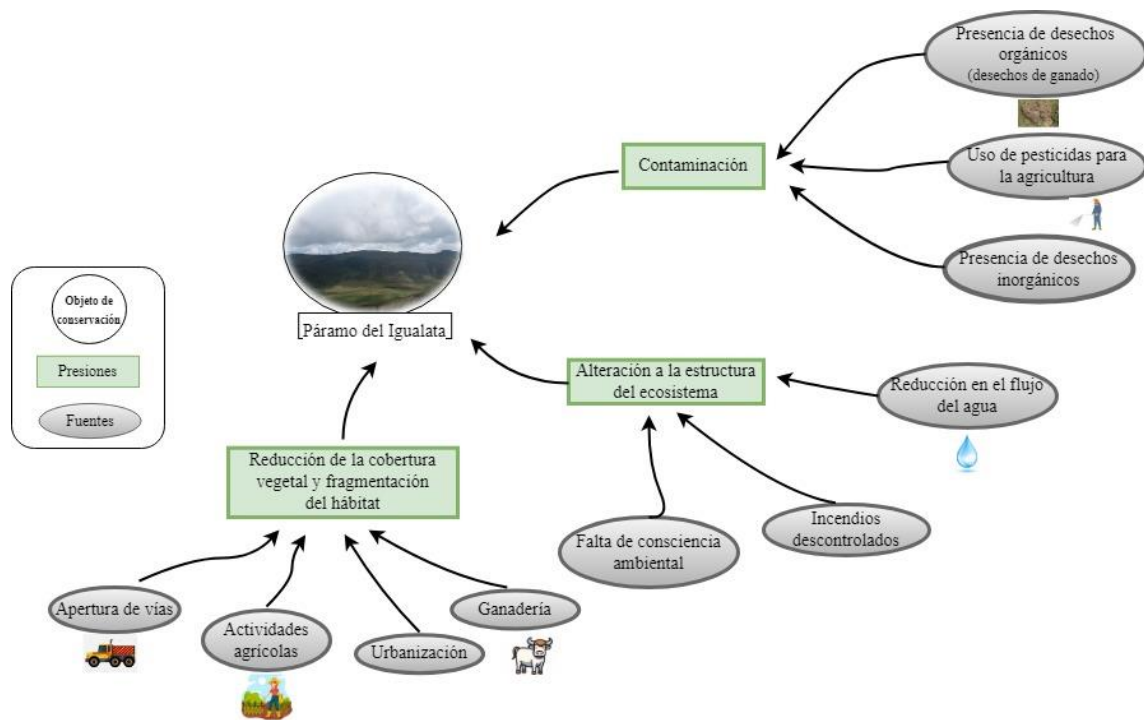 Presencia de desechos
orgánicos
(desechos de ganado)
Contaminación
Uso de pesticidas para
la agricultura
Presencia de desechos
inorgánicos
Objeto de
conservación
Presiones
Fuentes
Páramo del Igualata
Alteración a la estructura
del ecosistema
Reducción en el flujo
del agua
Reducción de la cobertura
vegetal y fragmentación
del hábitat
Falta de consciencia
ambiental
Incendios
descontrolados
Apertura de vías
Actividades
agrícolas
Urbanización
Ganadería